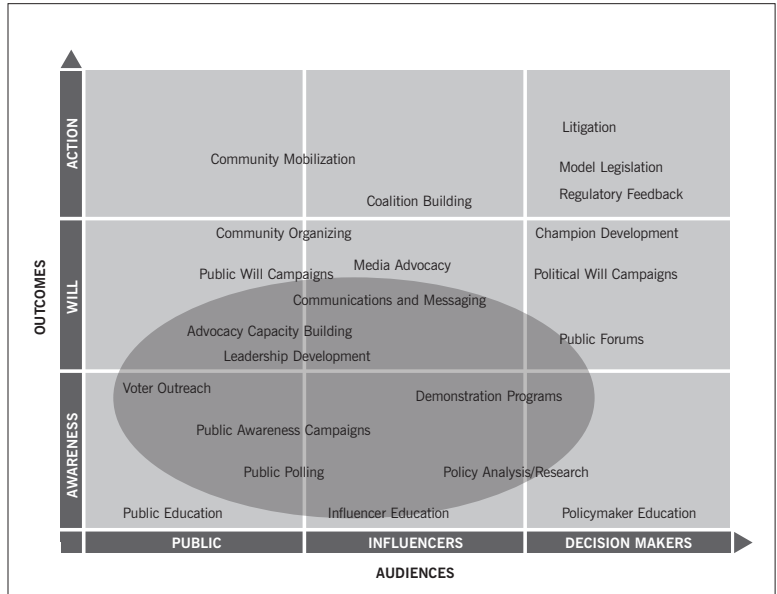 OUTCOMES
ACTION
Litigation
Community Mobilization
Model Legislation
Regulatory Feedback
Coalition Building
WILL
Community Organizing
Champion Development
Media Advocacy
Public Will Campaigns
Political Will Campaigns
Communications and Messaging
Advocacy Capacity Building
Public Forums
Leadership Development
AWARENESS
Voter Outreach
Demonstration Programs
Public Awareness Campaigns
Public Polling
Policy Analysis/Research
Public Education
Influencer Education
Policymaker Education
PUBLIC
INFLUENCERS
DECISION MAKERS
AUDIENCES